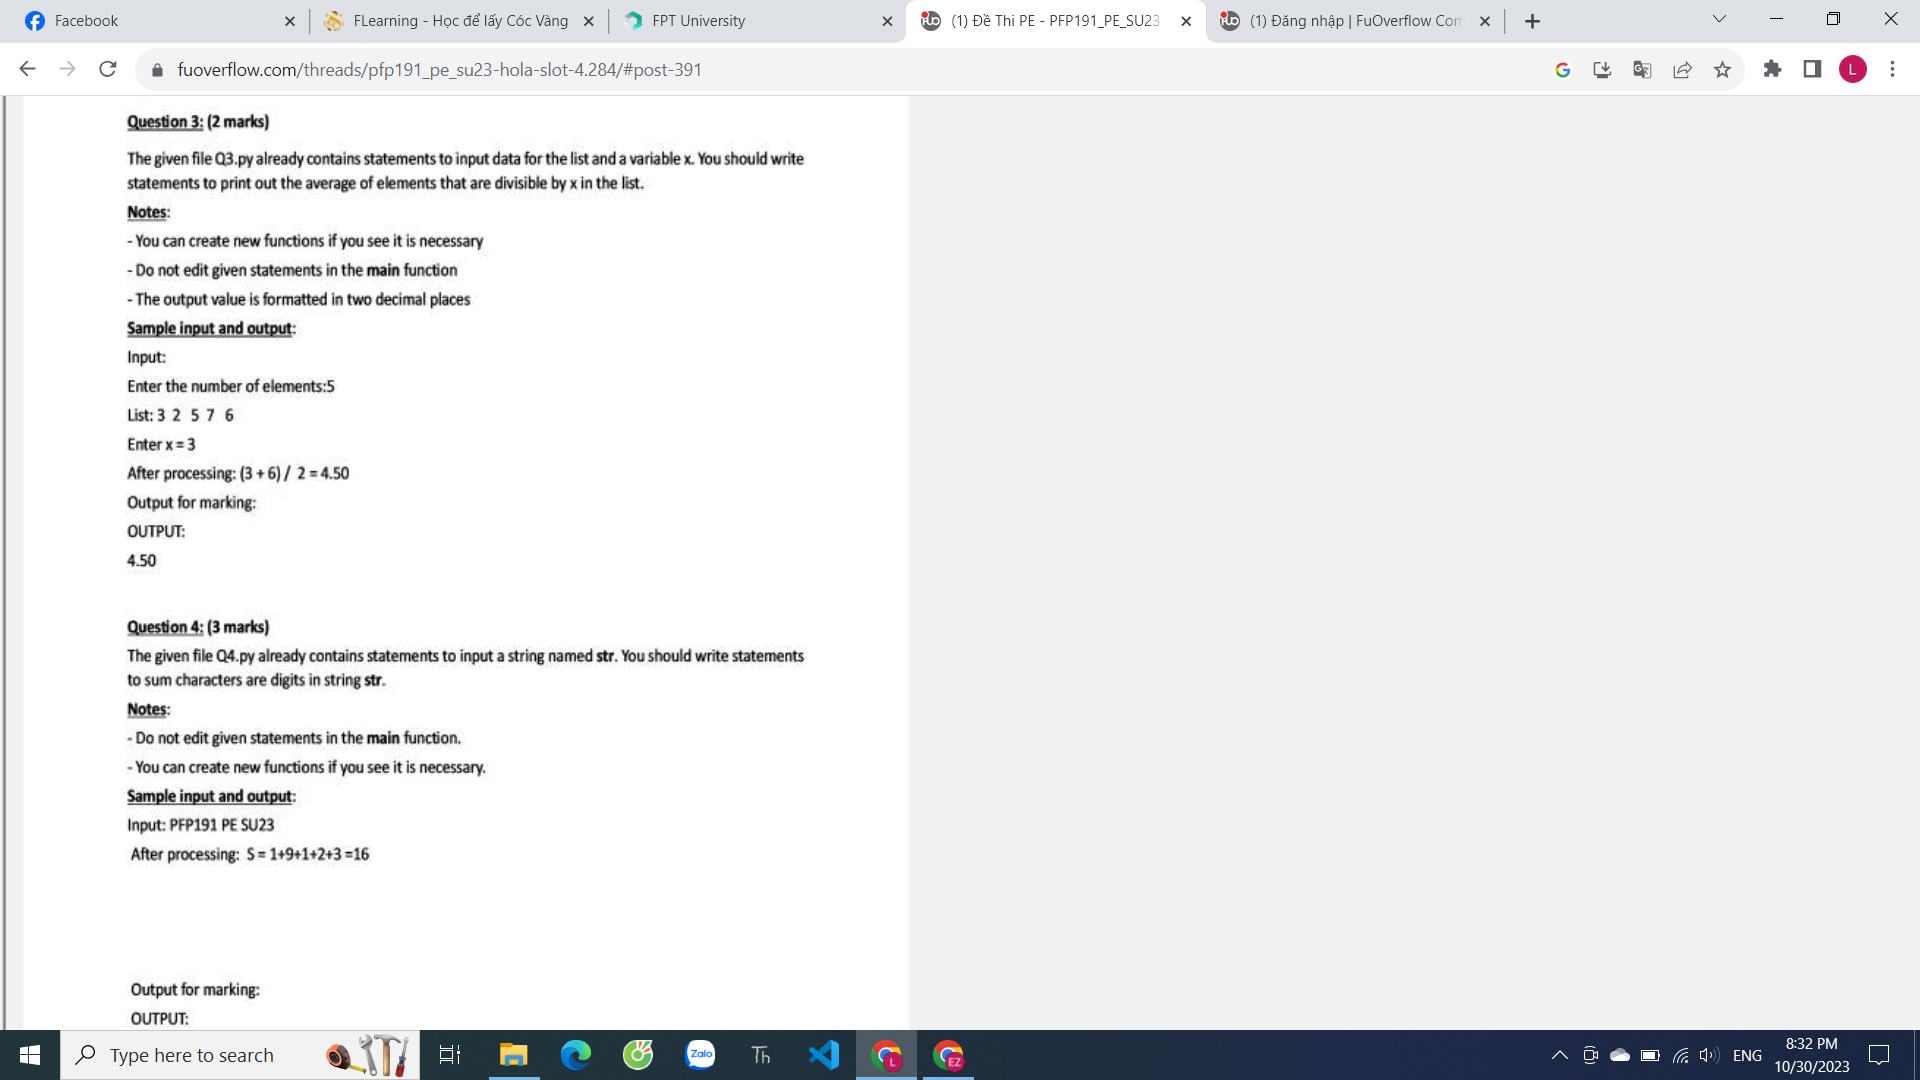 Facebook
FLearning - Học để lấy Cóc Vàng
FPT University
(1) Đề Thi PE - PFP191_PE_SU23
(1) Đăng nhập | FuOverflow Com
fuoverflow.com/threads/pfp191_pe_su23-hola-slot-4.284/#post-391
L
Question 3: (2 marks)
The given file Q3.py already contains statements to input data for the list and a variable x. You should write
statements to print out the average of elements that are divisible by x in the list.
Notes:
- You can create new functions if you see it is necessary
- Do not edit given statements in the main function
- The output value is formatted in two decimal places
Sample input and output:
Input:
Enter the number of elements:5
List: 3 2 5 7 6
Enter x = 3
After processing: (3 + 6) / 2 = 4.50
Output for marking:
OUTPUT:
4.50
Question 4: (3 marks)
The given file Q4.py already contains statements to input a string named str. You should write statements
to sum characters are digits in string str.
Notes:
- Do not edit given statements in the main function.
- You can create new functions if you see it is necessary.
Sample input and output:
Input: PFP191 PE SU23
After processing: S = 1+9+1+2+3 =16
Output for marking:
OUTPUT:
Type here to search
Zalo
Th
L
EZ
ENG
8:32 PM
10/30/2023